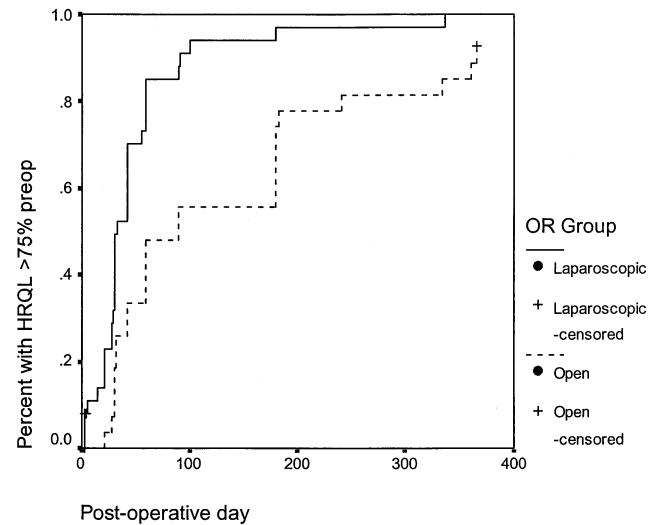 Percent with HRQL >75% preop
1.0
.8
.6
.4
.2
0.0
0
100
200
300
400
Post-operative day
OR Group
Laparoscopic
Laparoscopic
-censored
Open
Open
-censored